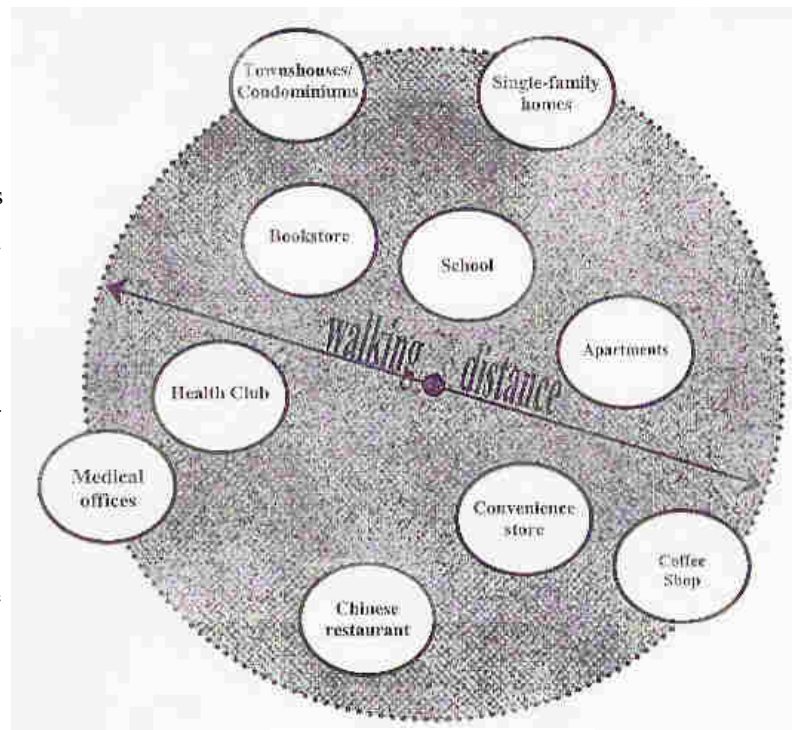 Townshouses/
Condominiums
Single-family
homes
Bookstore
School
walking distance
Apartments
Health Club
Medical
offices
Convenience
store
Coffee
Shop
Chinese
restaurant